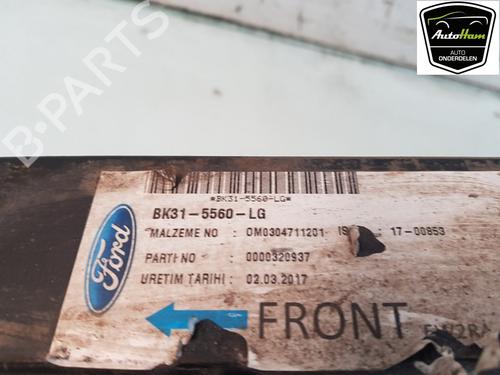 AutoHam
AUTO
ONDERDELEN
B-PARTS
*BK31-5560-LG*
BK31-5560-LG
MALZEME NO : OM0304711201 17-00853
PARTI NO : 0000320937
URETIM TARIHI : 02.03.2017
Ford
FRONT